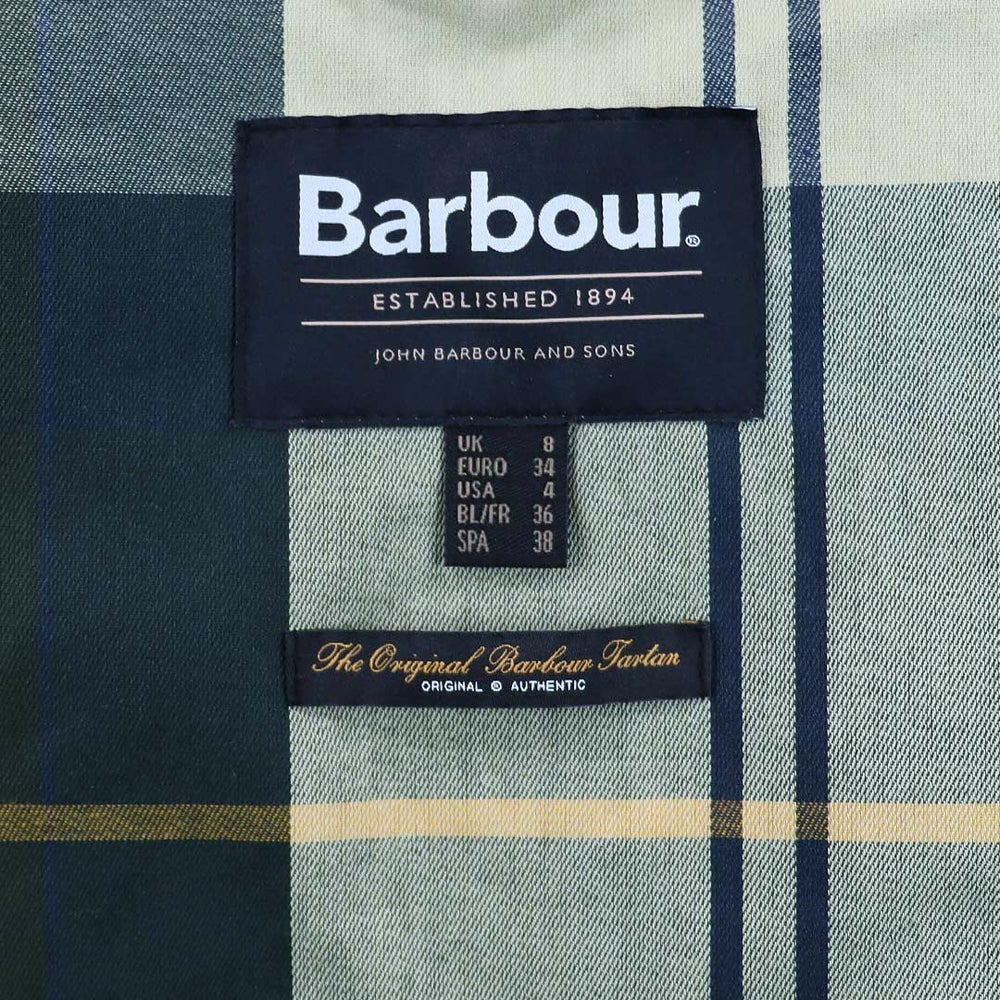 Barbour®
ESTABLISHED 1894
JOHN BARBOUR AND SONS
UK 8
EURO 34
USA 4
BL/FR 36
SPA 38
The Original Barbour Tartan
ORIGINAL ® AUTHENTIC